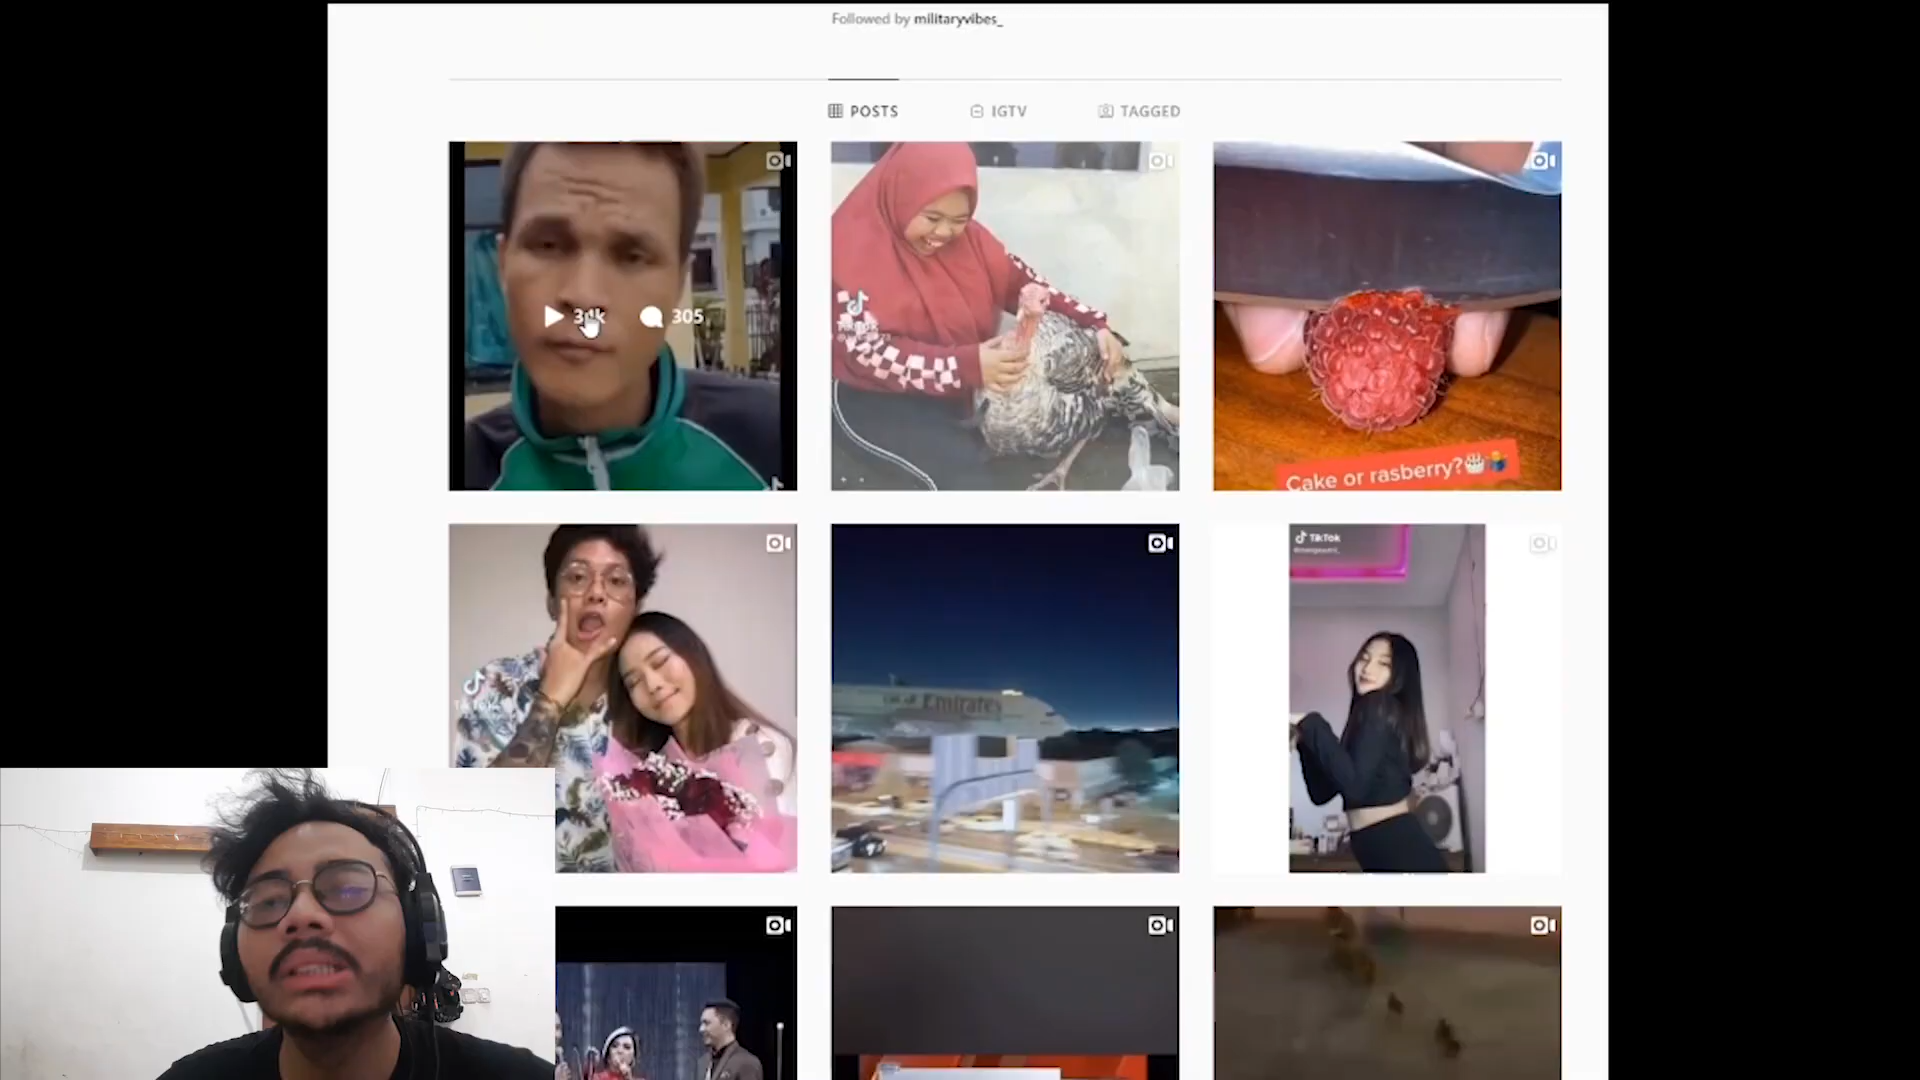 Followed by militaryvibes_
POSTS
IGTV
TAGGED
305
Cake or rasberry?
TikTok
Emirates